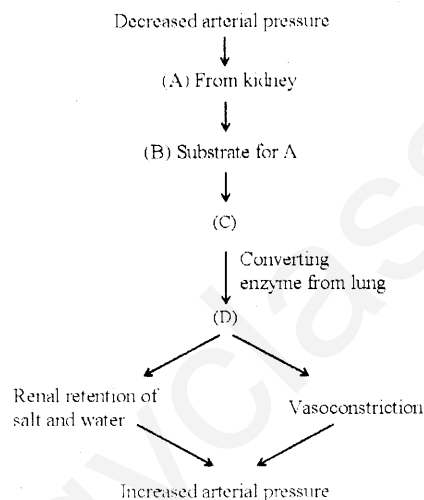 Decreased arterial pressure
(A) From kidney
(B) Substrate for A
(C)
Converting
enzyme from lung
(D)
Renal retention of
salt and water
Vasoconstriction
Increased arterial pressure